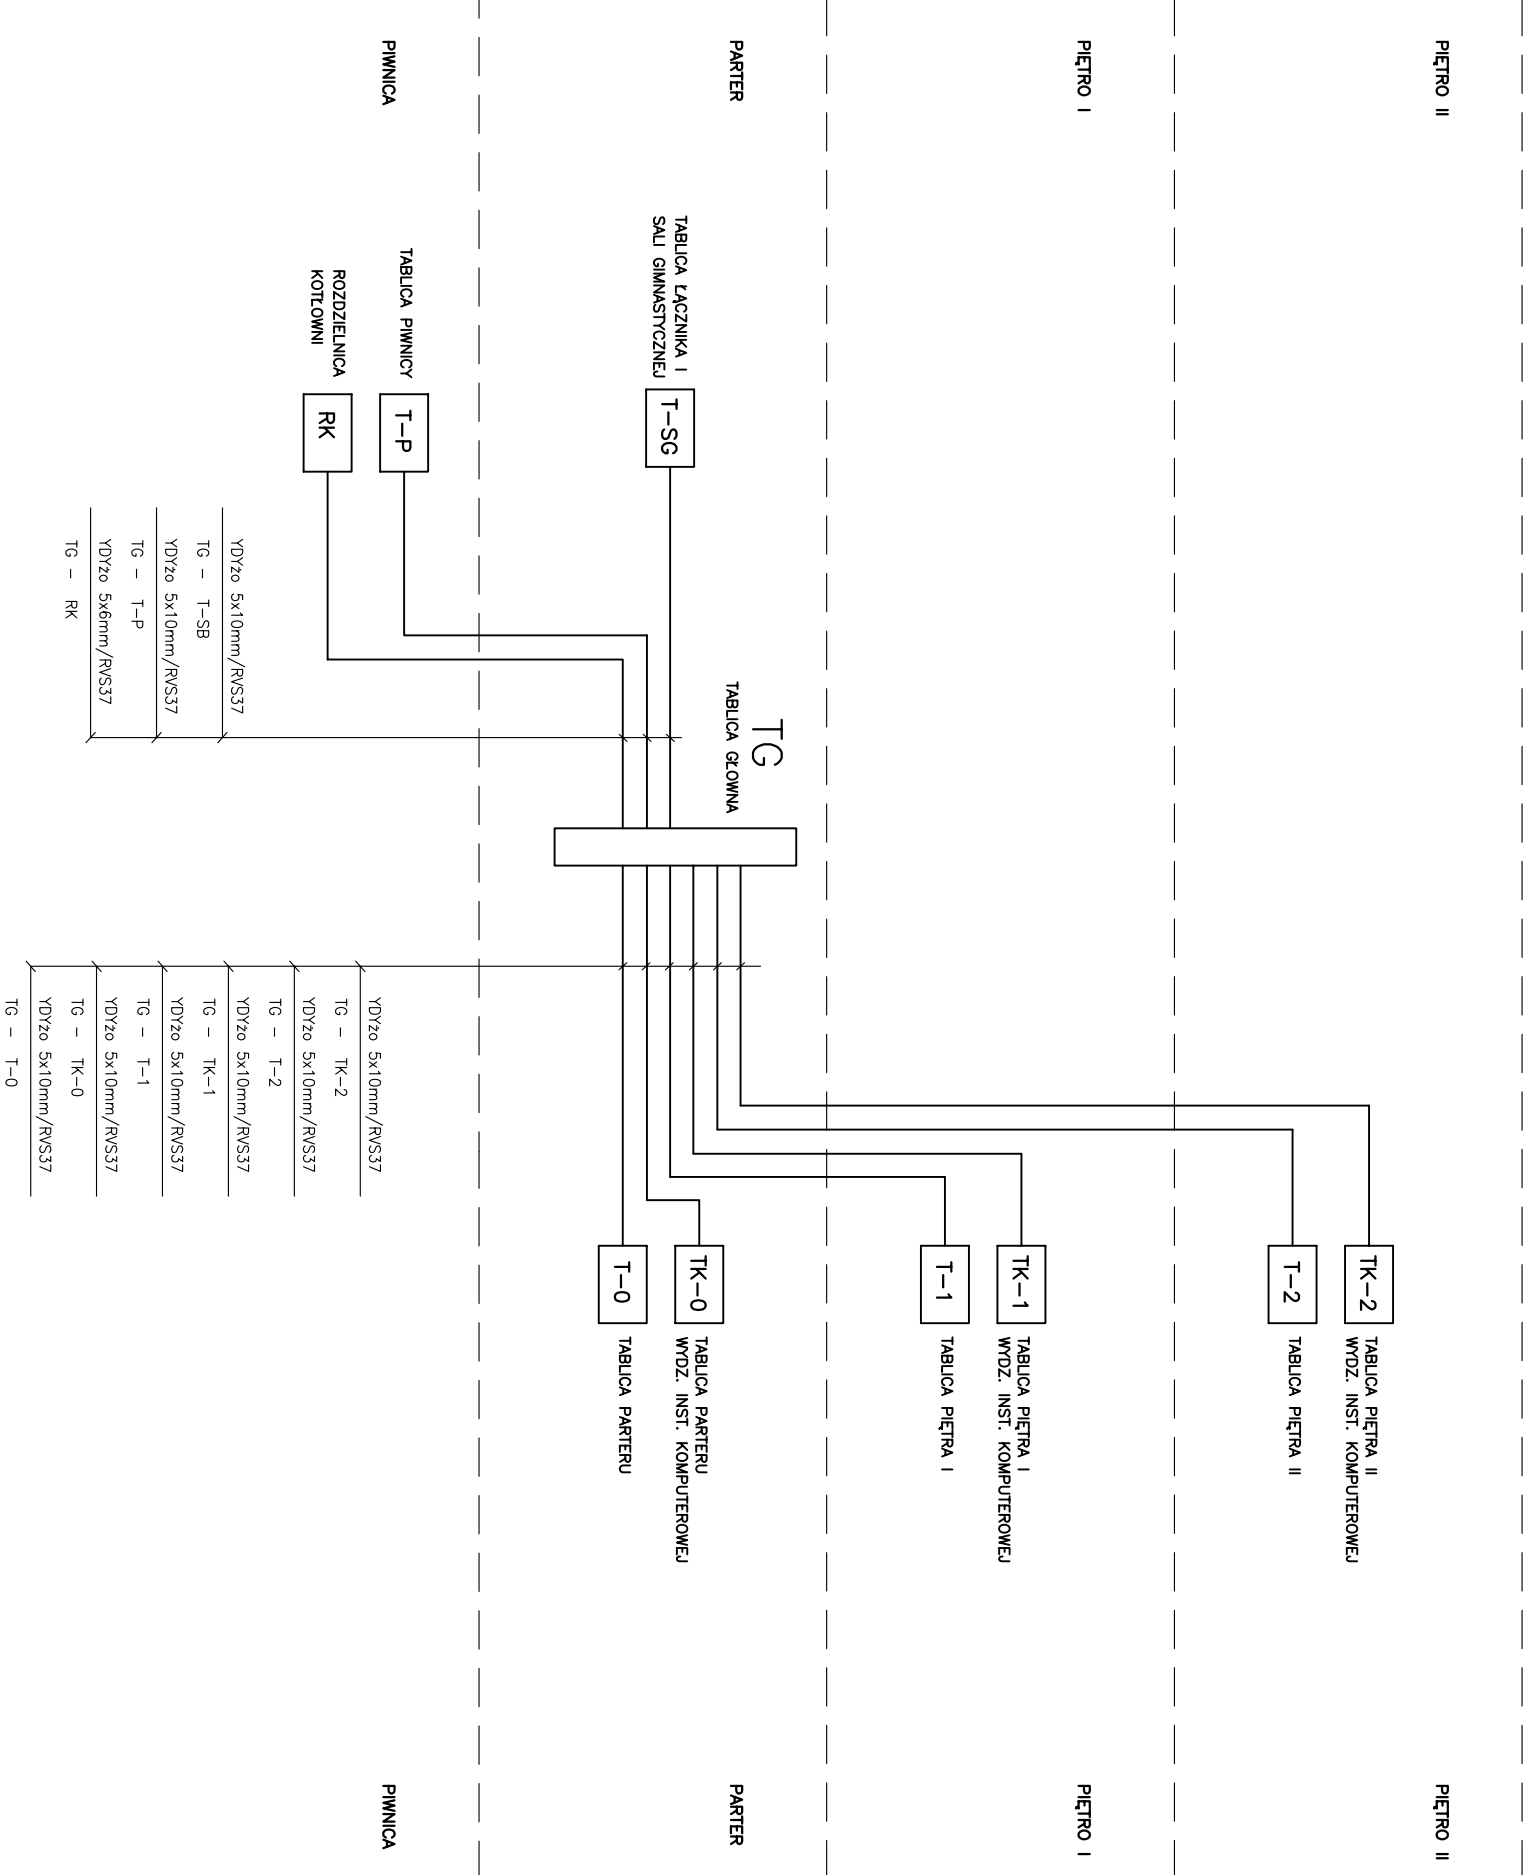 PIĘTRO II
PIĘTRO II
TK-2
TABLICA PIĘTRA II
WYDZ. INST. KOMPUTEROWEJ
T-2
TABLICA PIĘTRA II
PIĘTRO I
PIĘTRO I
TK-1
TABLICA PIĘTRA I
WYDZ. INST. KOMPUTEROWEJ
T-1
TABLICA PIĘTRA I
PARTER
PARTER
TG
TABLICA GŁOWNA
TABLICA ŁĄCZNIKA I
SALI GIMNASTYCZNEJ
T-SG
TK-0
TABLICA PARTERU
WYDZ. INST. KOMPUTEROWEJ
T-0
TABLICA PARTERU
PIWNICA
PIWNICA
TABLICA PIWNICY
T-P
ROZDZIELNICA
KOTŁOWNI
RK
YDYżo 5x10mm/RVS37
TG - T-SB
YDYżo 5x10mm/RVS37
TG - T-P
YDYżo 5x6mm/RVS37
TG - RK
YDYżo 5x10mm/RVS37
TG - TK-2
YDYżo 5x10mm/RVS37
TG - T-2
YDYżo 5x10mm/RVS37
TG - TK-1
YDYżo 5x10mm/RVS37
TG - T-1
YDYżo 5x10mm/RVS37
TG - TK-0
YDYżo 5x10mm/RVS37
TG - T-0